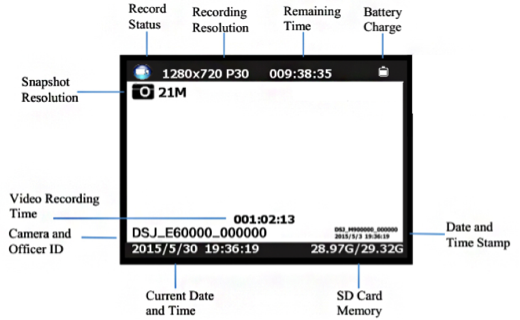 Record
Status
Recording
Resolution
Remaining
Time
Battery
Charge
1280x720 P30
009:38:35
Snapshot
Resolution
21M
Video Recording
Time
001:02:13
Camera and
Officer ID
DSJ_E60000_000000
DSJ_M900000_000000
2015/5/3 19:36:19
Date and
Time Stamp
2015/5/30 19:36:19
28.97G/29.32G
Current Date
and Time
SD Card
Memory